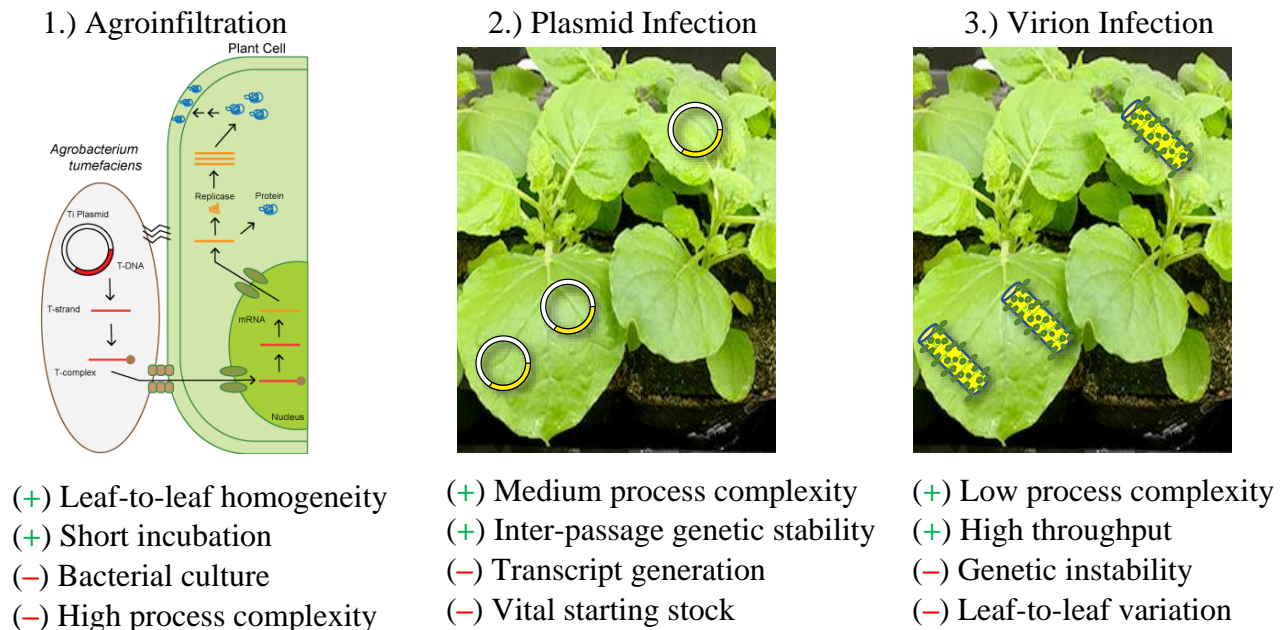 1.) Agroinfiltration
Plant Cell
Agrobacterium
tumefaciens
Ti Plasmid
T-DNA
T-strand
T-complex
Replicase
Protein
mRNA
Nucleus
(+) Leaf-to-leaf homogeneity
(+) Short incubation
(–) Bacterial culture
(–) High process complexity
2.) Plasmid Infection
(+) Medium process complexity
(+) Inter-passage genetic stability
(–) Transcript generation
(–) Vital starting stock
3.) Virion Infection
(+) Low process complexity
(+) High throughput
(–) Genetic instability
(–) Leaf-to-leaf variation